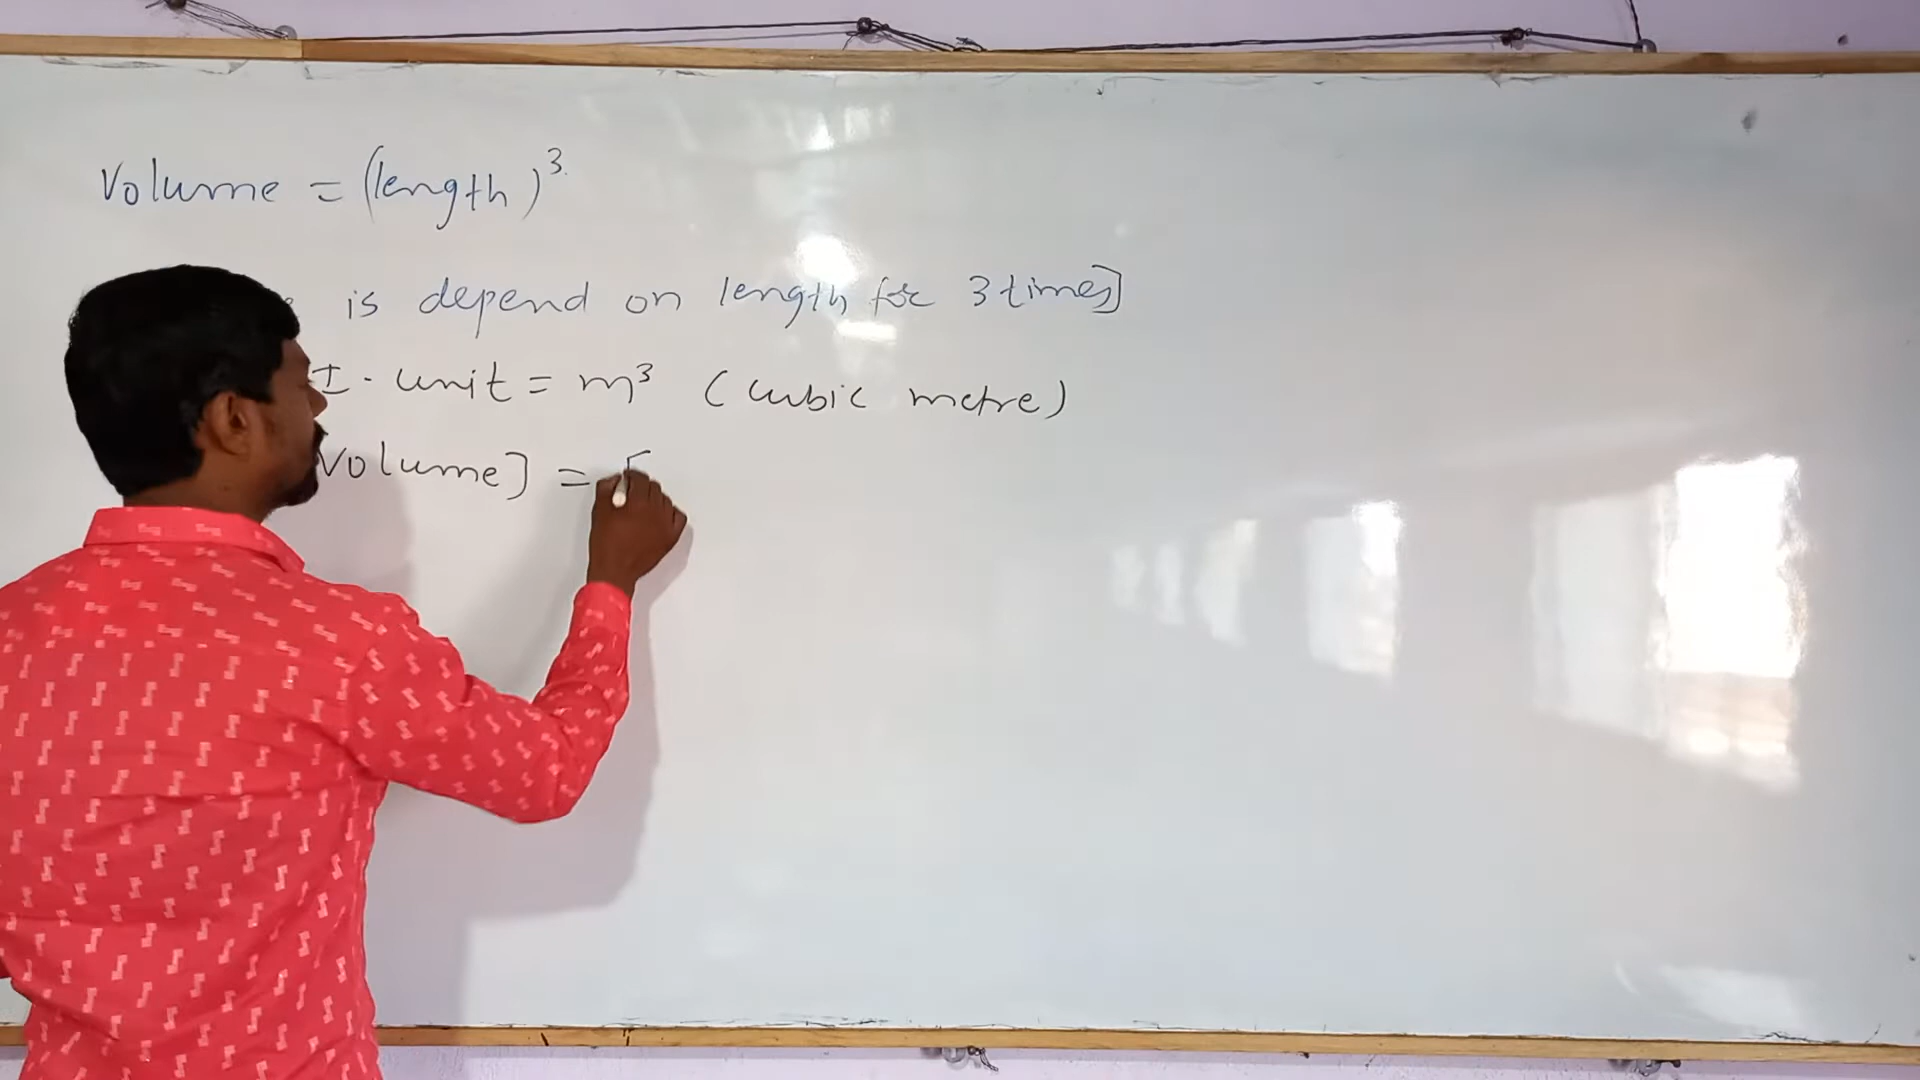 Volume = (length)³
is depend on length for 3 times]
I. unit = m³ (cubic metre)
Volume] = [